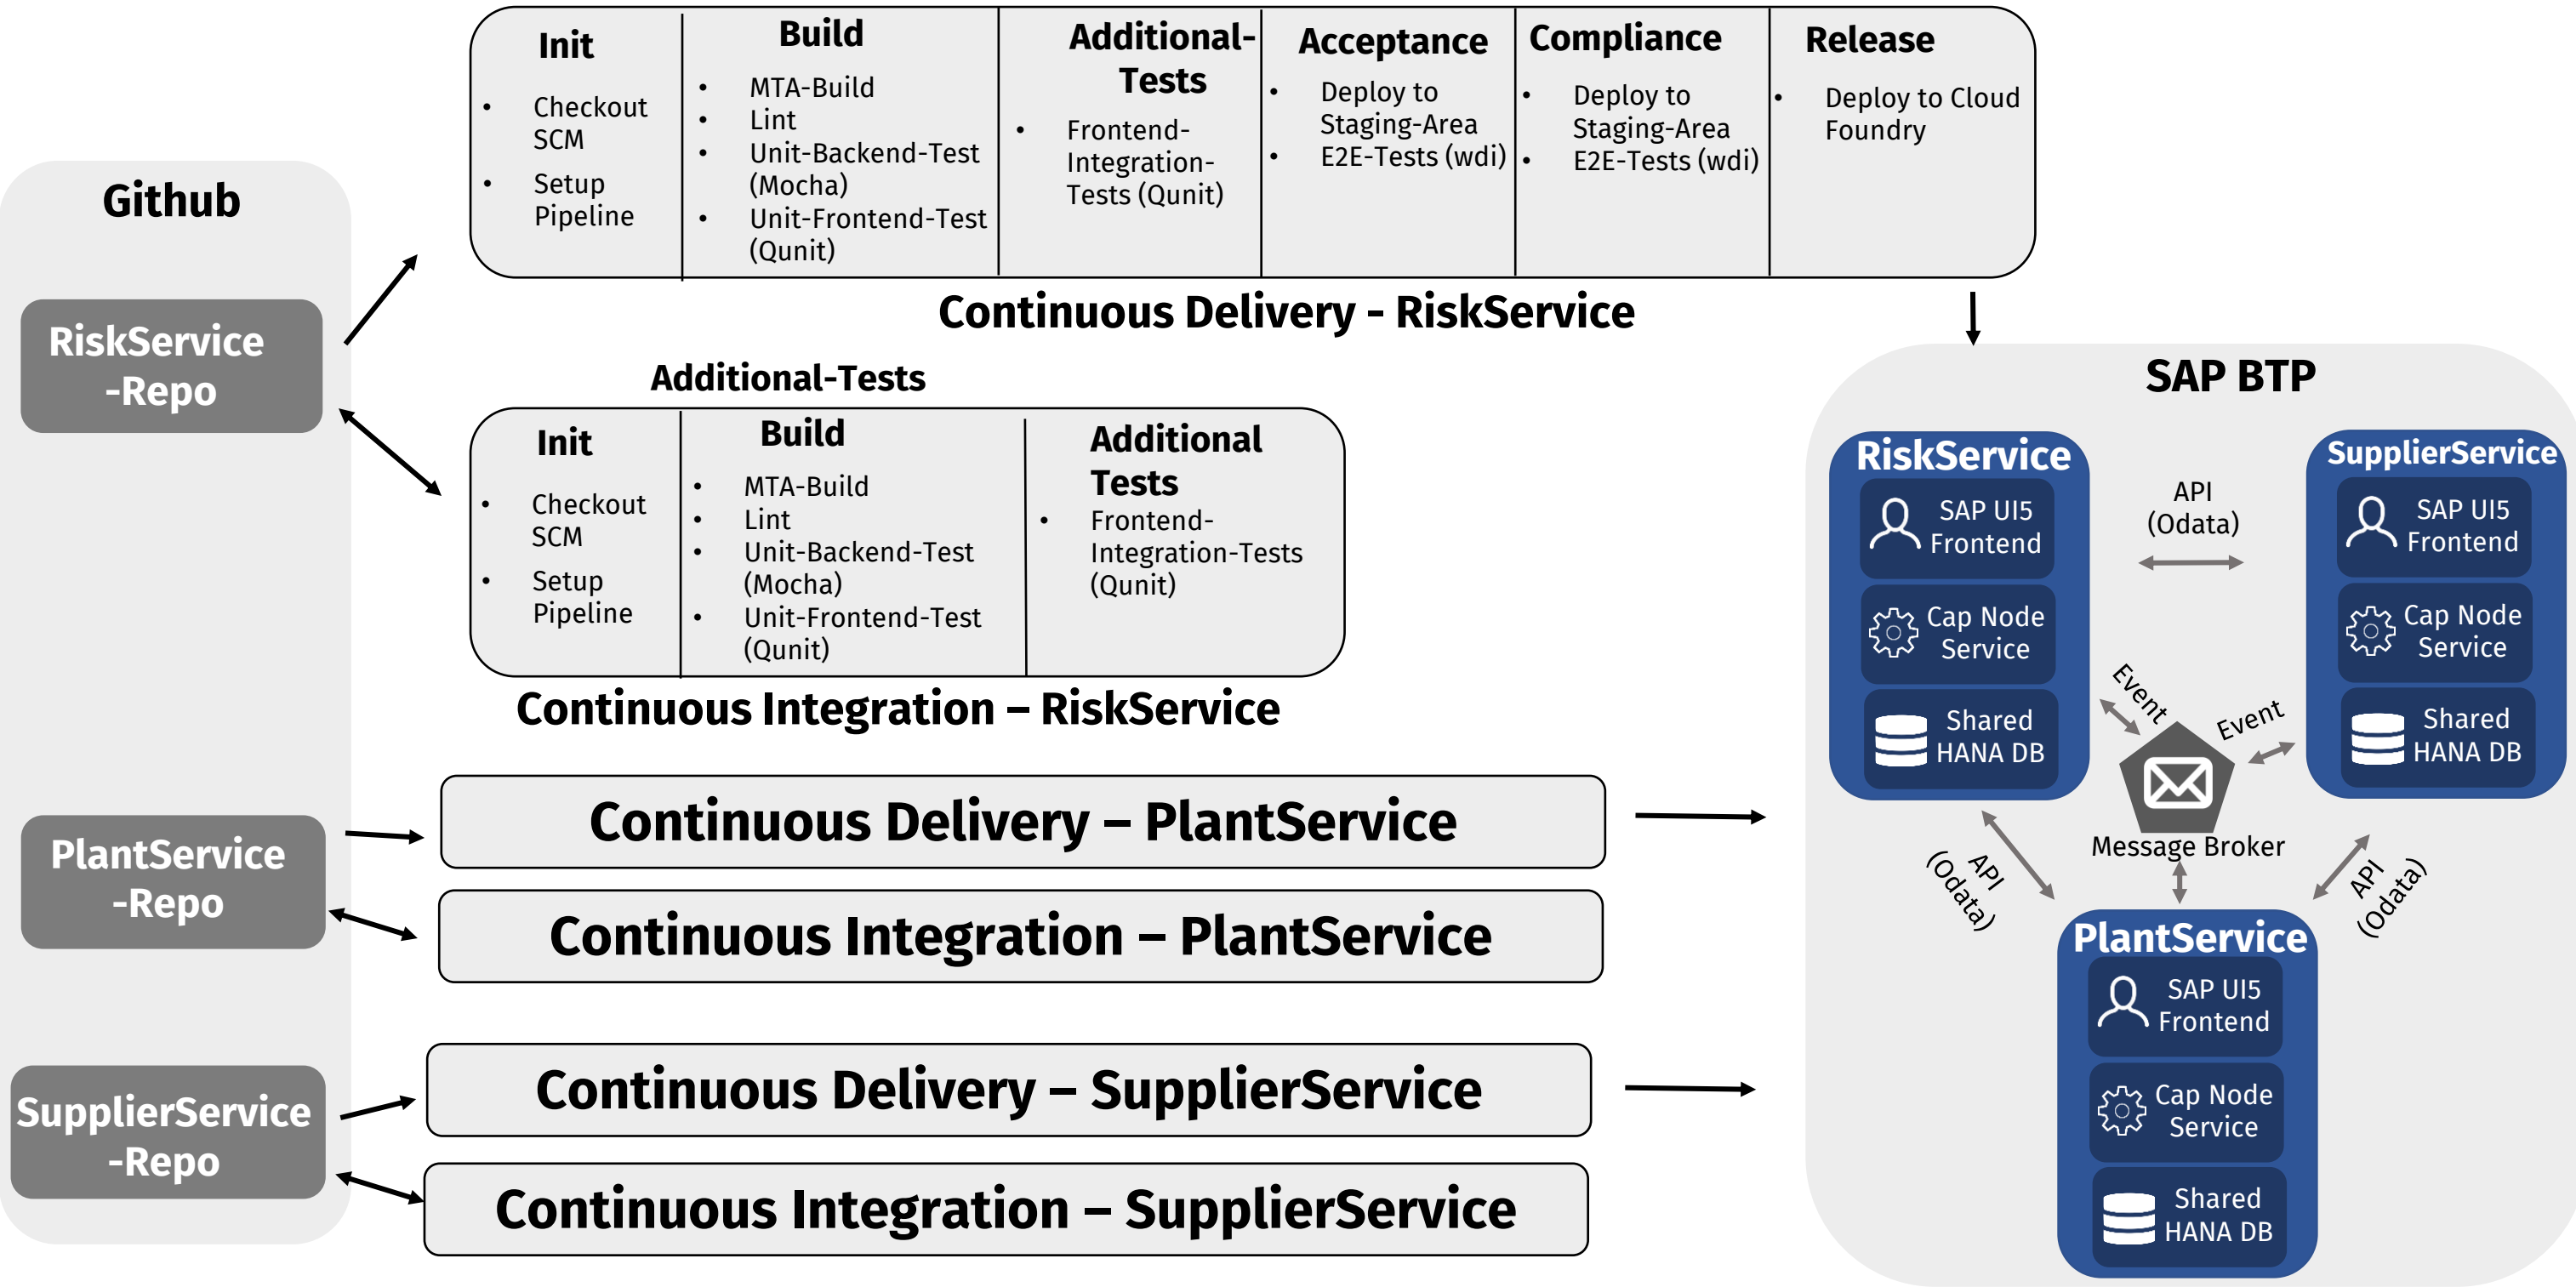 Github
RiskService
-Repo
PlantService
-Repo
SupplierService
-Repo
Init
• Checkout
SCM
• Setup
Pipeline
Build
• MTA-Build
• Lint
• Unit-Backend-Test
(Mocha)
• Unit-Frontend-Test
(Qunit)
Additional-
Tests
• Frontend-
Integration-
Tests (Qunit)
Acceptance
• Deploy to
Staging-Area
• E2E-Tests (wdi)
Compliance
• Deploy to
Staging-Area
• E2E-Tests (wdi)
Release
• Deploy to Cloud
Foundry
Continuous Delivery - RiskService
Additional-Tests
Init
• Checkout
SCM
• Setup
Pipeline
Build
• MTA-Build
• Lint
• Unit-Backend-Test
(Mocha)
• Unit-Frontend-Test
(Qunit)
Additional
Tests
• Frontend-
Integration-Tests
(Qunit)
Continuous Integration – RiskService
Continuous Delivery – PlantService
Continuous Integration – PlantService
Continuous Delivery – SupplierService
Continuous Integration – SupplierService
SAP BTP
RiskService
SAP UI5
Frontend
Cap Node
Service
Shared
HANA DB
API
(Odata)
SupplierService
SAP UI5
Frontend
Cap Node
Service
Shared
HANA DB
Event
Event
Message Broker
API
(Odata)
API
(Odata)
PlantService
SAP UI5
Frontend
Cap Node
Service
Shared
HANA DB